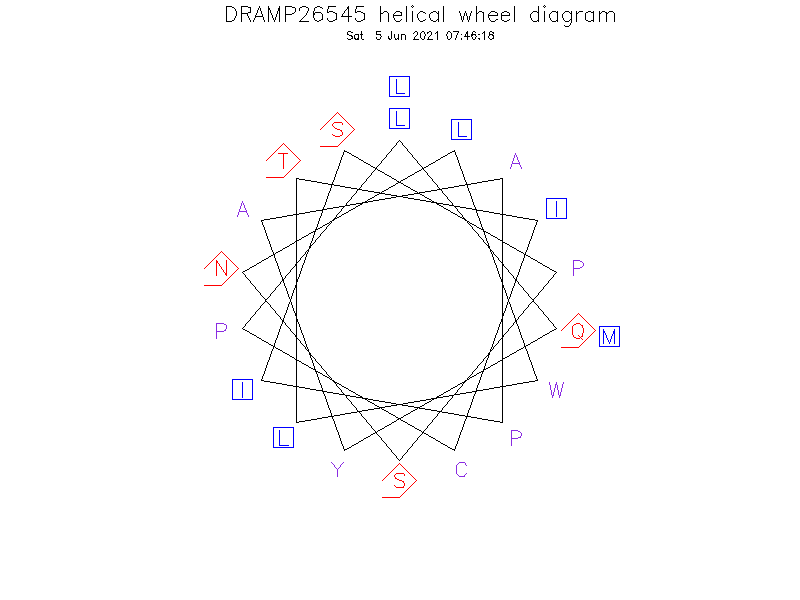 DRAMP26545 helical wheel diagram
Sat 5 Jun 2021 07:46:18
L
L
S L
T A
A I
N P
P Q M
I W
L P
Y C
S